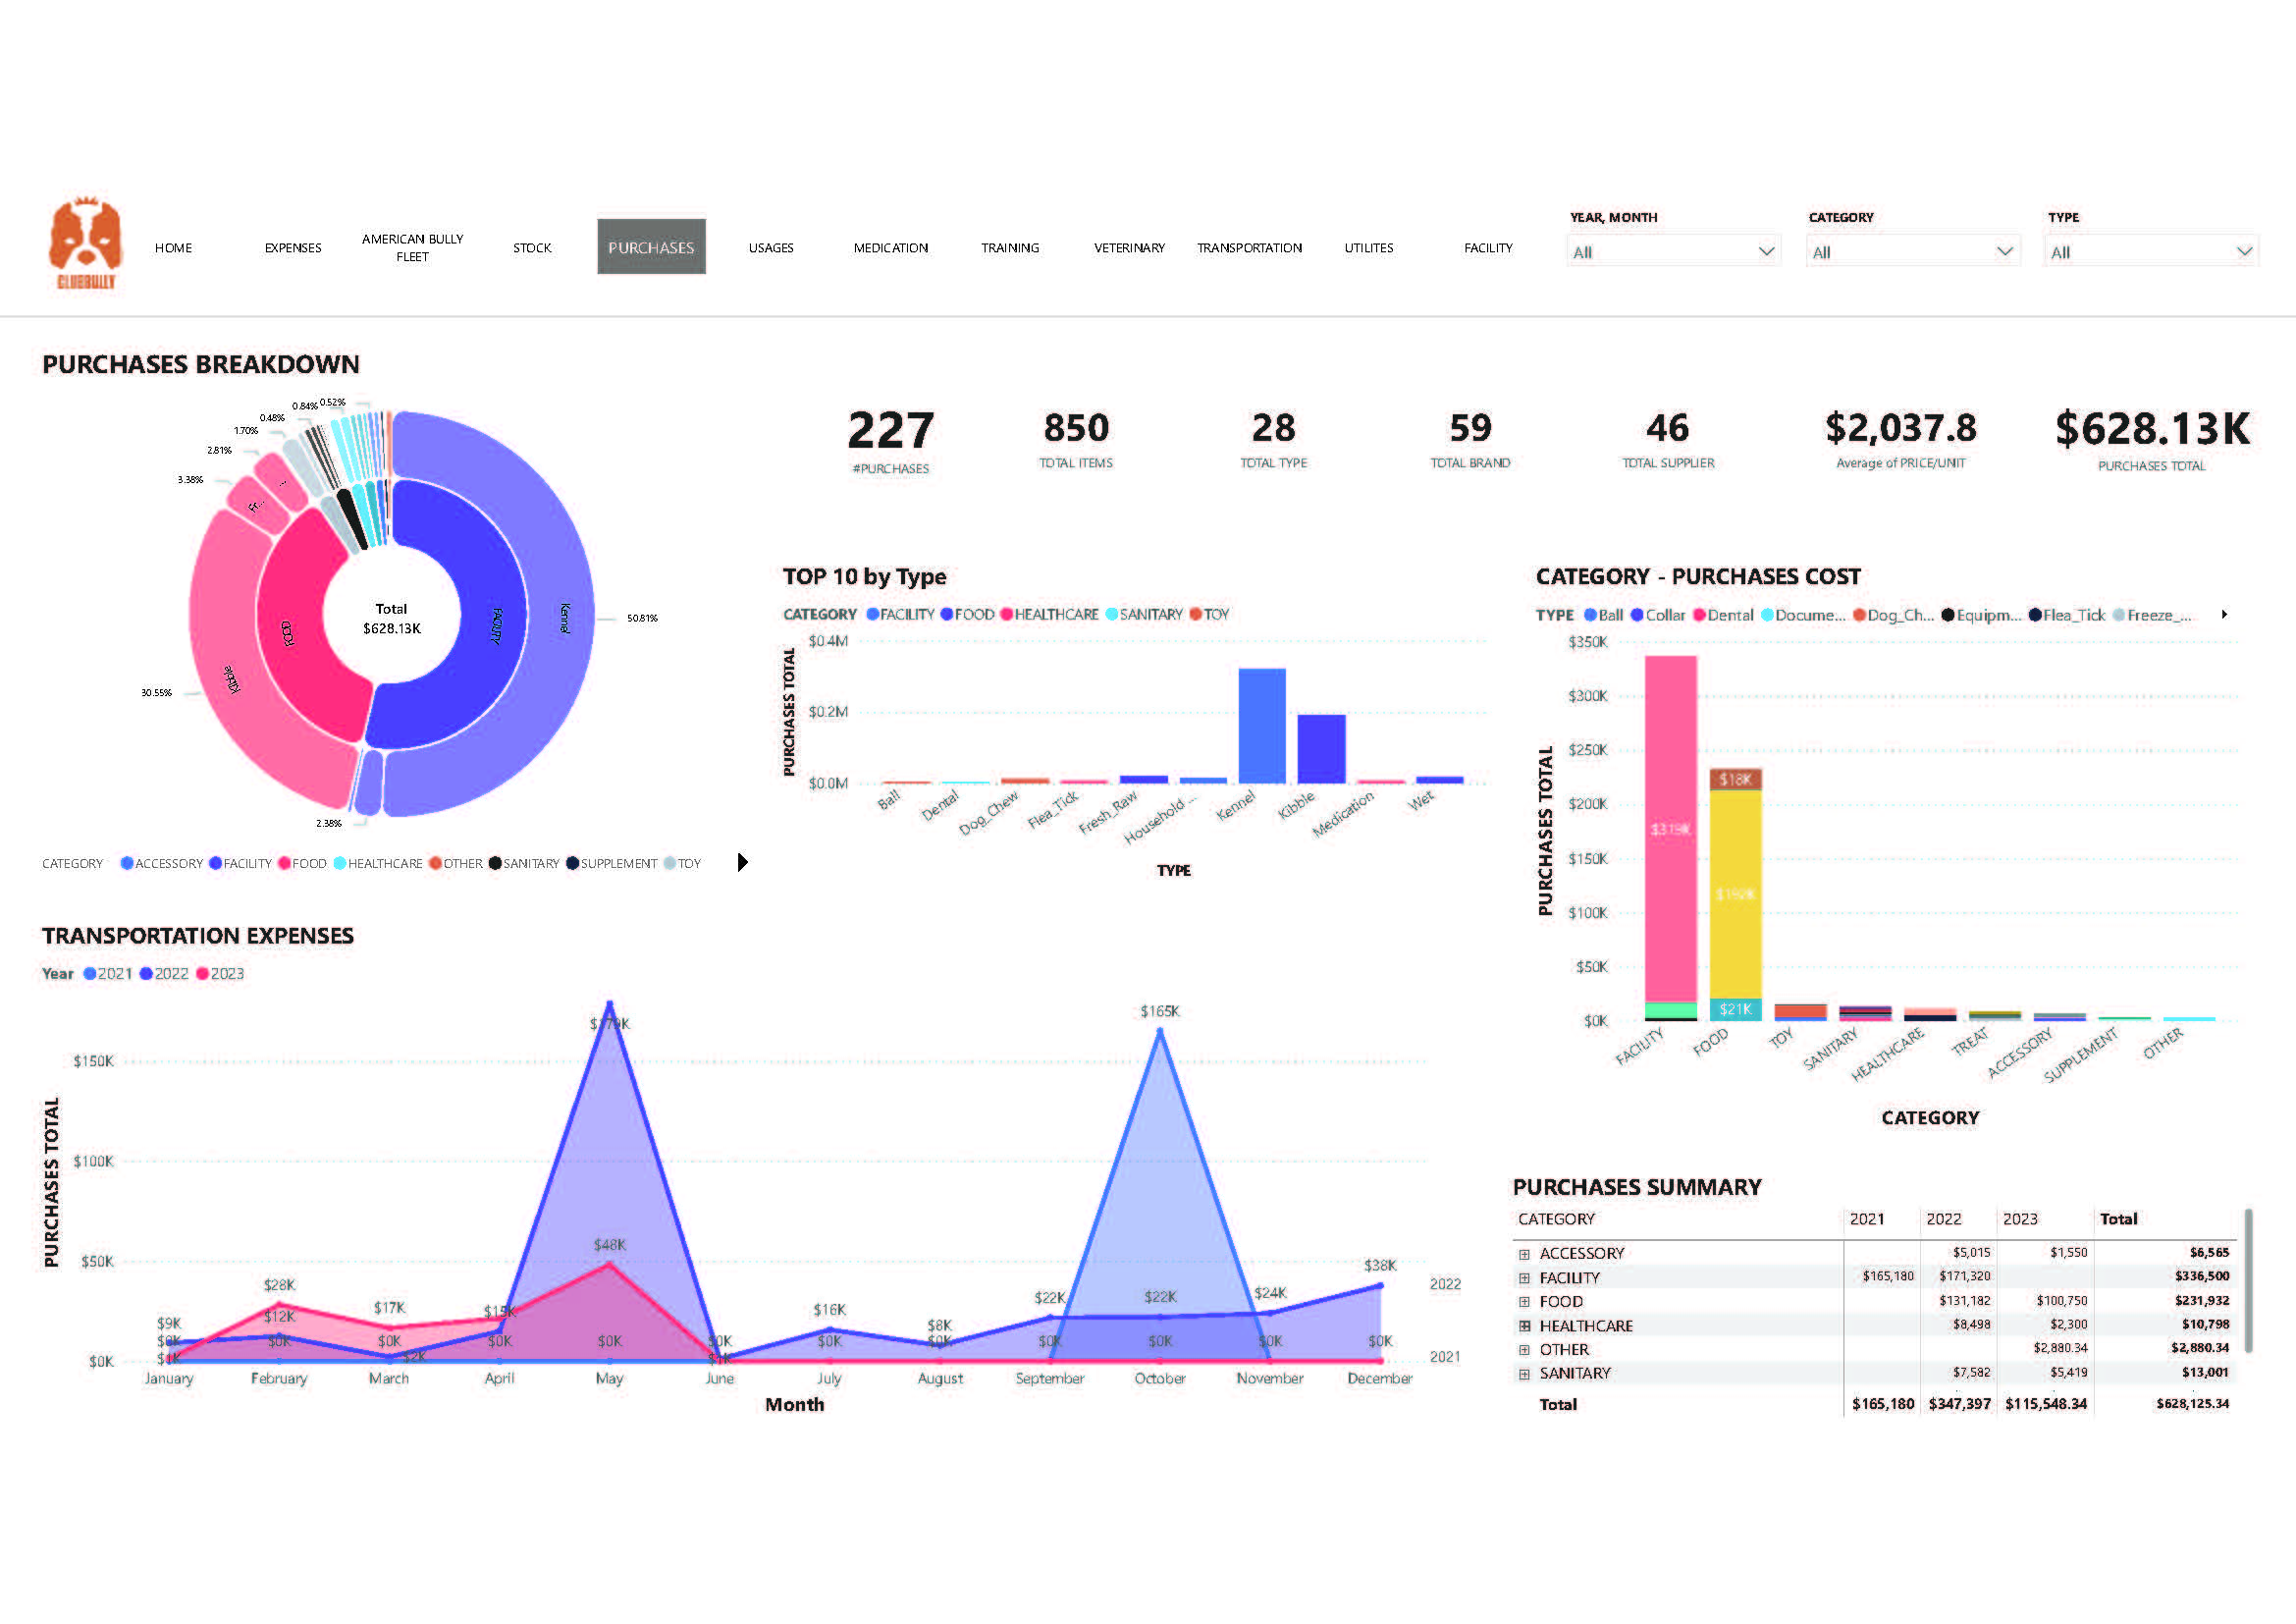 CLUBBULLY
HOME
EXPENSES
AMERICAN BULLY
FLEET
STOCK
PURCHASES
USAGES
MEDICATION
TRAINING
VETERINARY
TRANSPORTATION
UTILITES
FACILITY
YEAR, MONTH
All
CATEGORY
All
TYPE
All
PURCHASES BREAKDOWN
0.84%
0.52%
0.48%
1.70%
2.81%
3.38%
30.55%
2.38%
50.81%
Fr...
...
Kibble
FOOD
FACILITY
Kennel
Total
$628.13K
CATEGORY ACCESSORY FACILITY FOOD HEALTHCARE OTHER SANITARY SUPPLEMENT TOY
227
#PURCHASES
850
TOTAL ITEMS
28
TOTAL TYPE
59
TOTAL BRAND
46
TOTAL SUPPLIER
$2,037.8
Average of PRICE/UNIT
$628.13K
PURCHASES TOTAL
TOP 10 by Type
CATEGORY FACILITY FOOD HEALTHCARE SANITARY TOY
PURCHASES TOTAL
$0.4M
$0.2M
$0.0M
Ball
Dental
Dog_Chew
Flea_Tick
Fresh_Raw
Household ...
Kennel
Kibble
Medication
Wet
TYPE
CATEGORY - PURCHASES COST
TYPE Ball Collar Dental Docume... Dog_Ch... Equipm... Flea_Tick Freeze_...
PURCHASES TOTAL
$350K
$300K
$250K
$200K
$150K
$100K
$50K
$0K
$319K
$18K
$192K
$21K
FACILITY
FOOD
TOY
SANITARY
HEALTHCARE
TREAT
ACCESSORY
SUPPLEMENT
OTHER
CATEGORY
TRANSPORTATION EXPENSES
Year 2021 2022 2023
PURCHASES TOTAL
$150K
$100K
$50K
$0K
$9K
$0K
$28K
$12K
$0K
$17K
$0K
$2K
$15K
$0K
$179K
$48K
$0K
$0K
$16K
$0K
$8K
$0K
$22K
$0K
$165K
$22K
$0K
$24K
$0K
$38K
$0K
2022
2021
January
February
March
April
May
June
July
August
September
October
November
December
Month
PURCHASES SUMMARY
CATEGORY 2021 2022 2023 Total
ACCESSORY $5,015 $1,550 $6,565
FACILITY $165,180 $171,320 $336,500
FOOD $131,182 $100,750 $231,932
HEALTHCARE $8,498 $2,300 $10,798
OTHER $2,880.34 $2,880.34
SANITARY $7,582 $5,419 $13,001
Total $165,180 $347,397 $115,548.34 $628,125.34